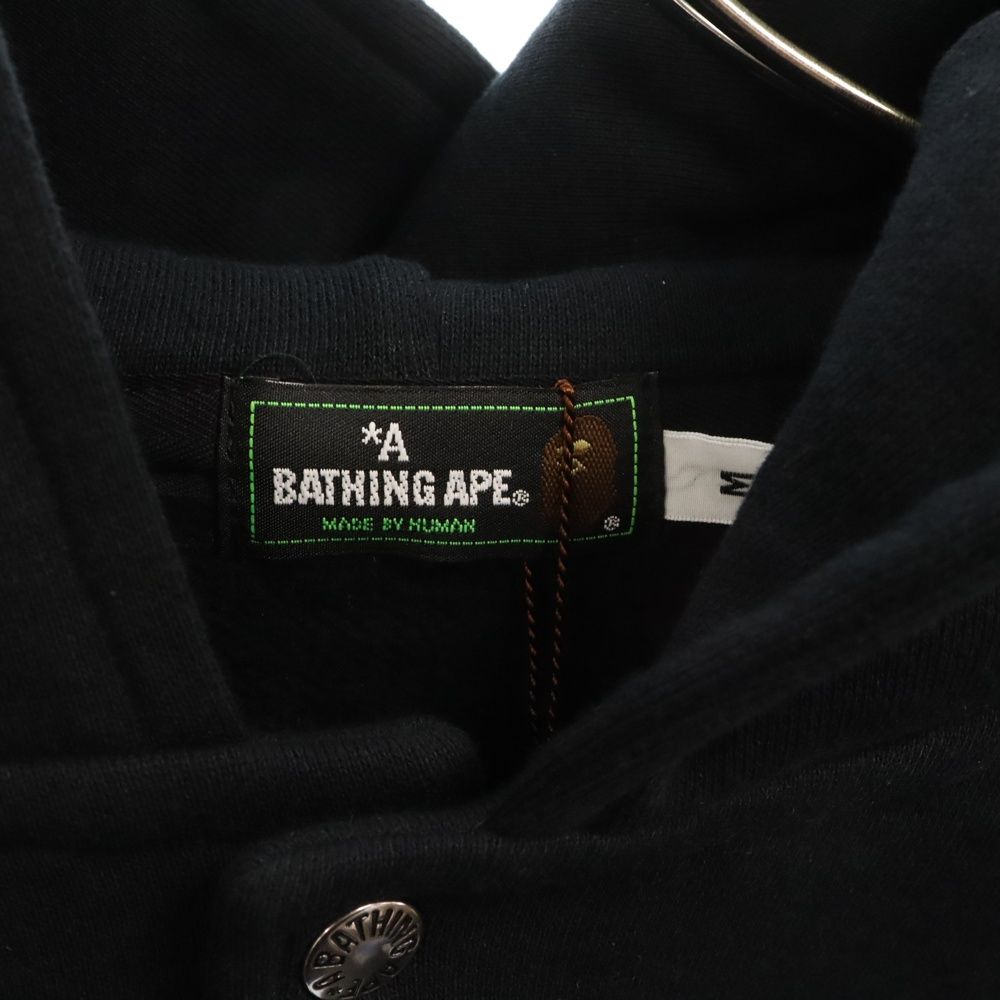 *A
BATHING APE®
MADE BY HUMAN
®
M
*A BATHING APE